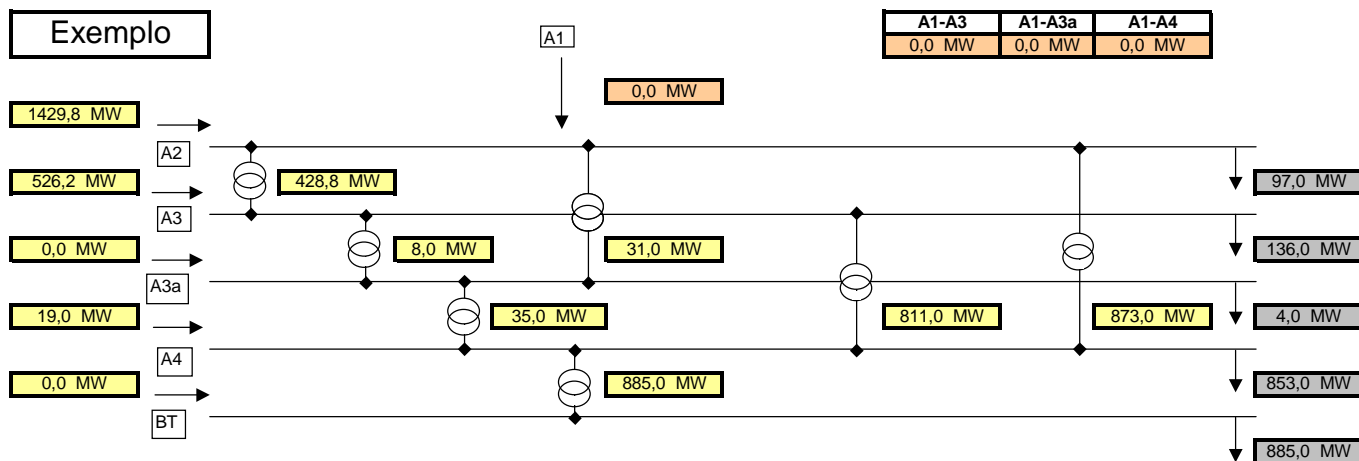 Exemplo
A1
A1-A3 A1-A3a A1-A4
0,0 MW 0,0 MW 0,0 MW
0,0 MW
1429,8 MW
A2
526,2 MW 428,8 MW 97,0 MW
A3
0,0 MW 8,0 MW 31,0 MW 136,0 MW
A3a
19,0 MW 35,0 MW 811,0 MW 873,0 MW 4,0 MW
A4
0,0 MW 885,0 MW 853,0 MW
BT
885,0 MW